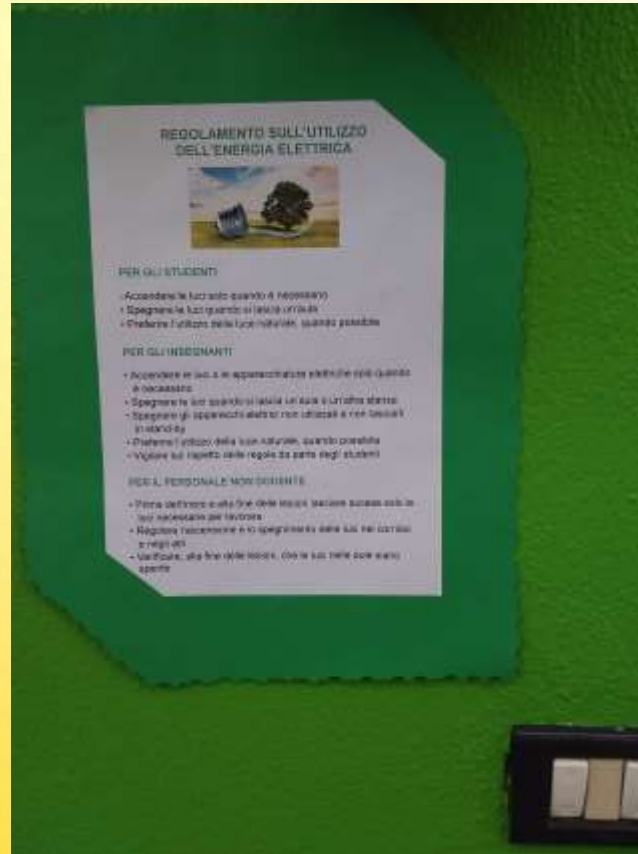 REGOLAMENTO SULL'UTILIZZO
DELL'ENERGIA ELETTRICA
PER GLI STUDENTI
• Accendere le luci solo quando è necessario
• Spegnere le luci quando si lascia un'aula
• Preferire l'utilizzo della luce naturale, quando possibile
PER GLI INSEGNANTI
• Accendere le luci e le apparecchiature elettriche solo quando
è necessario
• Spegnere le luci quando si lascia un'aula o un'altra stanza
• Spegnere gli apparecchi elettrici non utilizzati e non lasciarli
in stand-by
• Preferire l'utilizzo della luce naturale, quando possibile
• Vigilare sul rispetto delle regole da parte degli studenti
PER IL PERSONALE NON DOCENTE
• Prima dell'inizio e alla fine delle lezioni lasciare accese solo le
luci necessarie per lavorare
• Regolare l'accensione e lo spegnimento delle luci nei corridoi
e negli atri
• Verificare, alla fine delle lezioni, che le luci nelle aule siano
spente